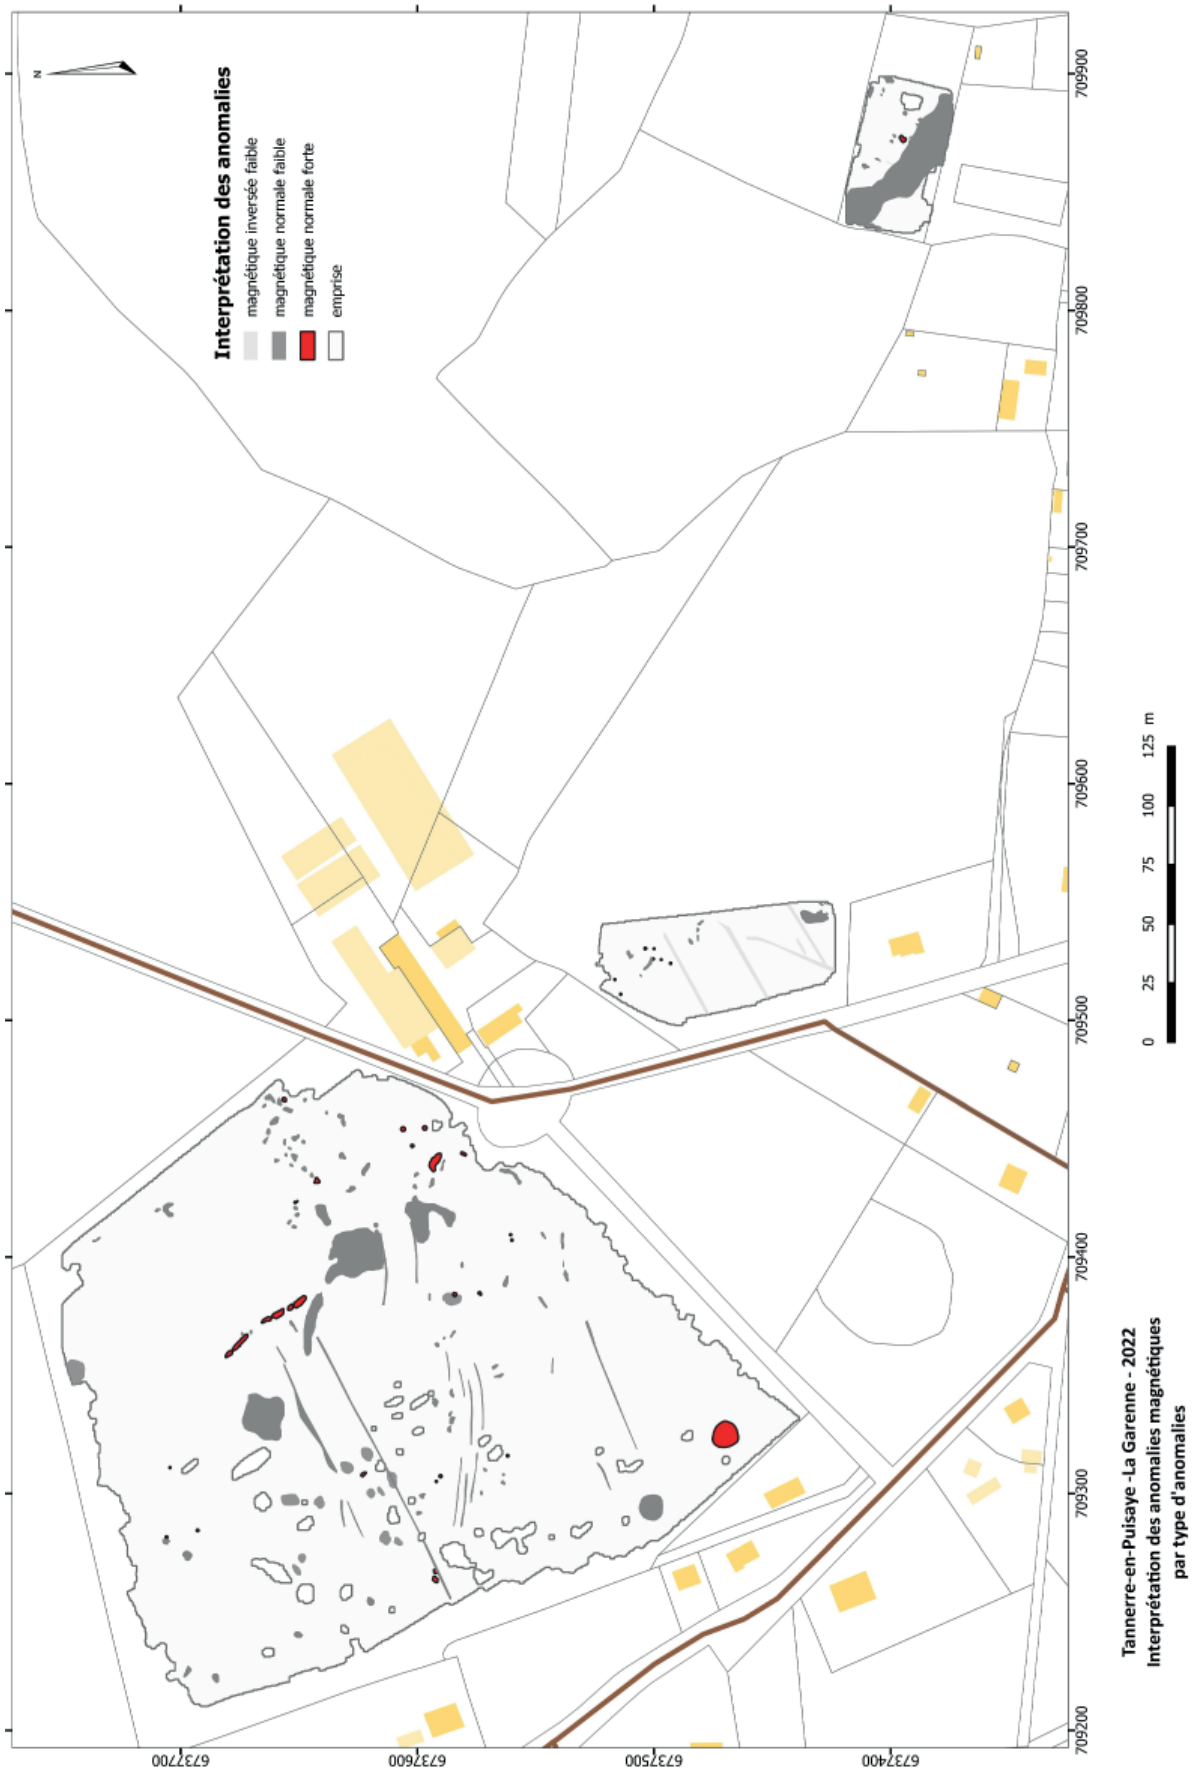 N
Interprétation des anomalies
magnétique inversée faible
magnétique normale faible
magnétique normale forte
emprise
6737700
6737600
6737500
6737400
709200
709300
709400
709500
709600
709700
709800
709900
0 25 50 75 100 125 m
Tannerre-en-Puisaye -La Garenne - 2022
Interprétation des anomalies magnétiques
par type d'anomalies